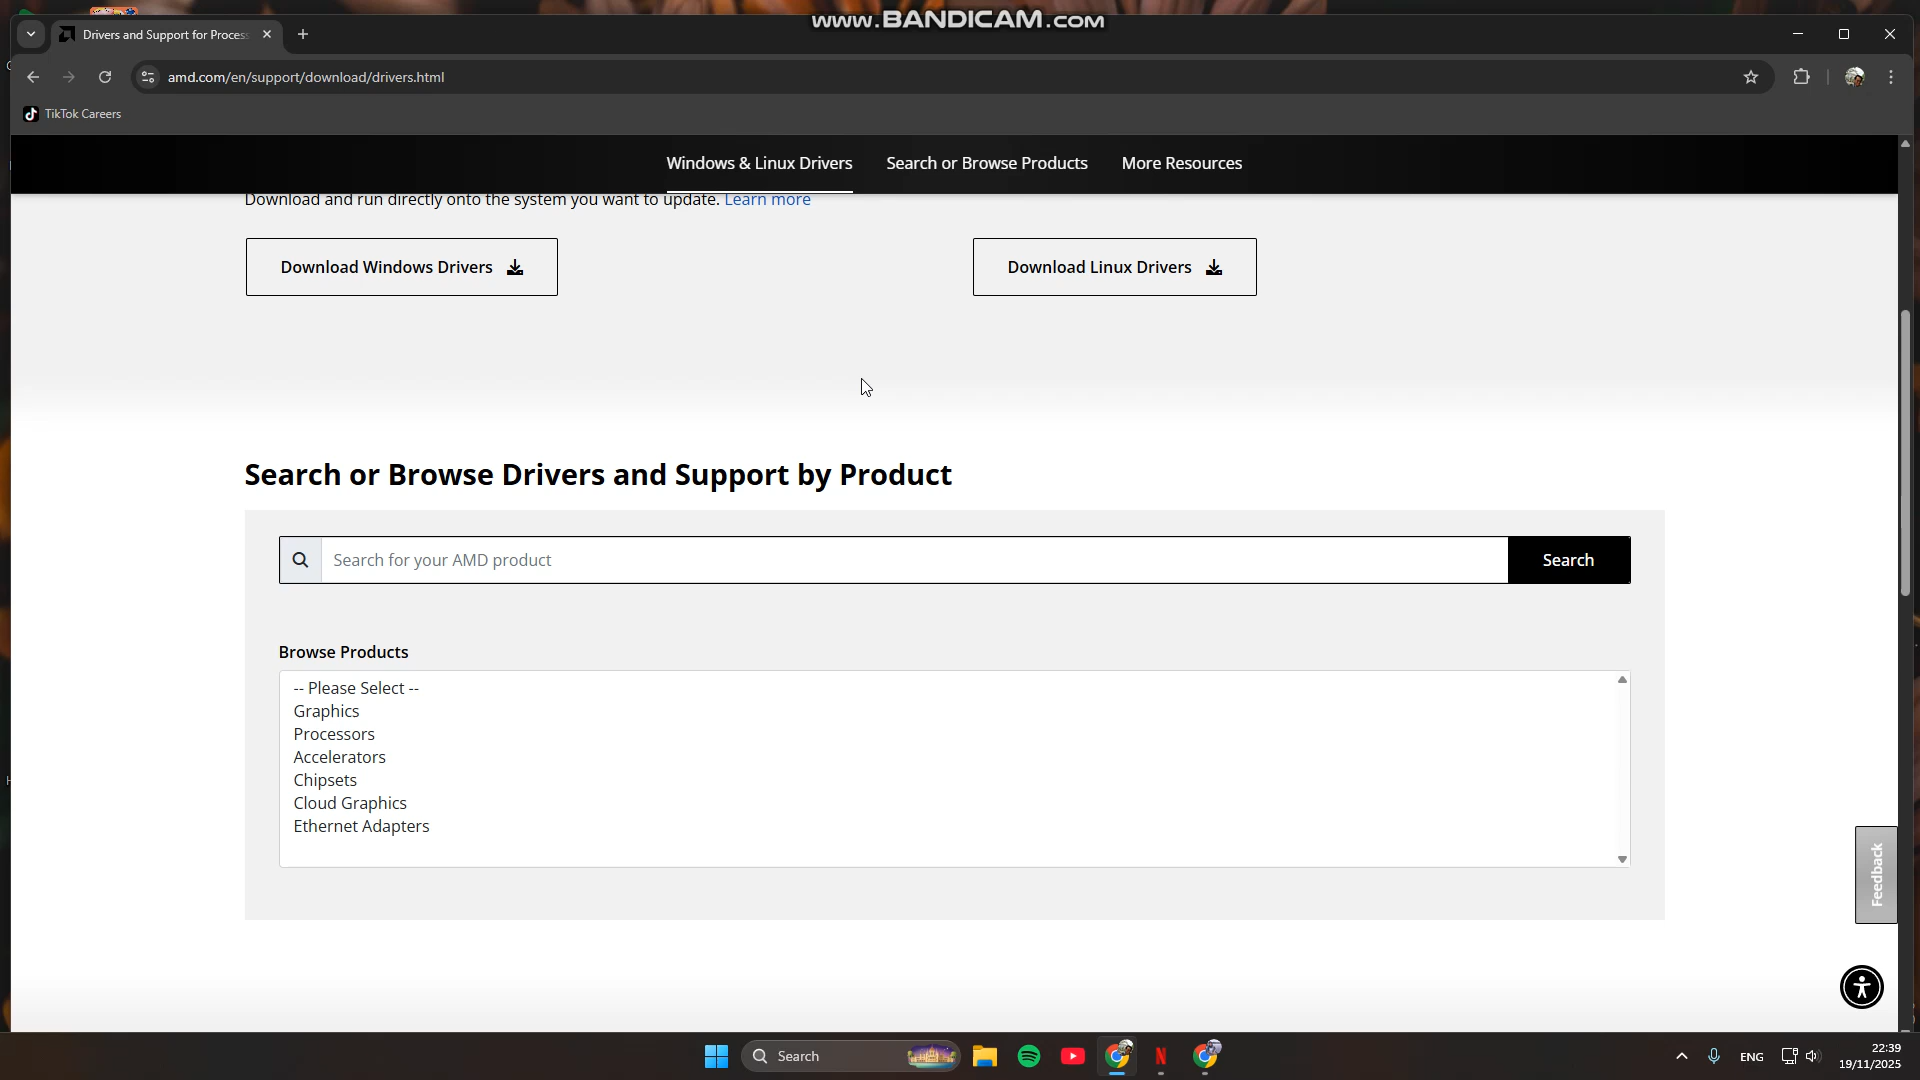 www.BANDICAM.com
Drivers and Support for Process
amd.com/en/support/download/drivers.html
TikTok Careers
Windows & Linux Drivers
Search or Browse Products
More Resources
Download and run directly onto the system you want to update. Learn more
Download Windows Drivers
Download Linux Drivers
Search or Browse Drivers and Support by Product
Search for your AMD product
Search
Browse Products
-- Please Select --
Graphics
Processors
Accelerators
Chipsets
Cloud Graphics
Ethernet Adapters
Feedback
Search
ENG
22:39
19/11/2025